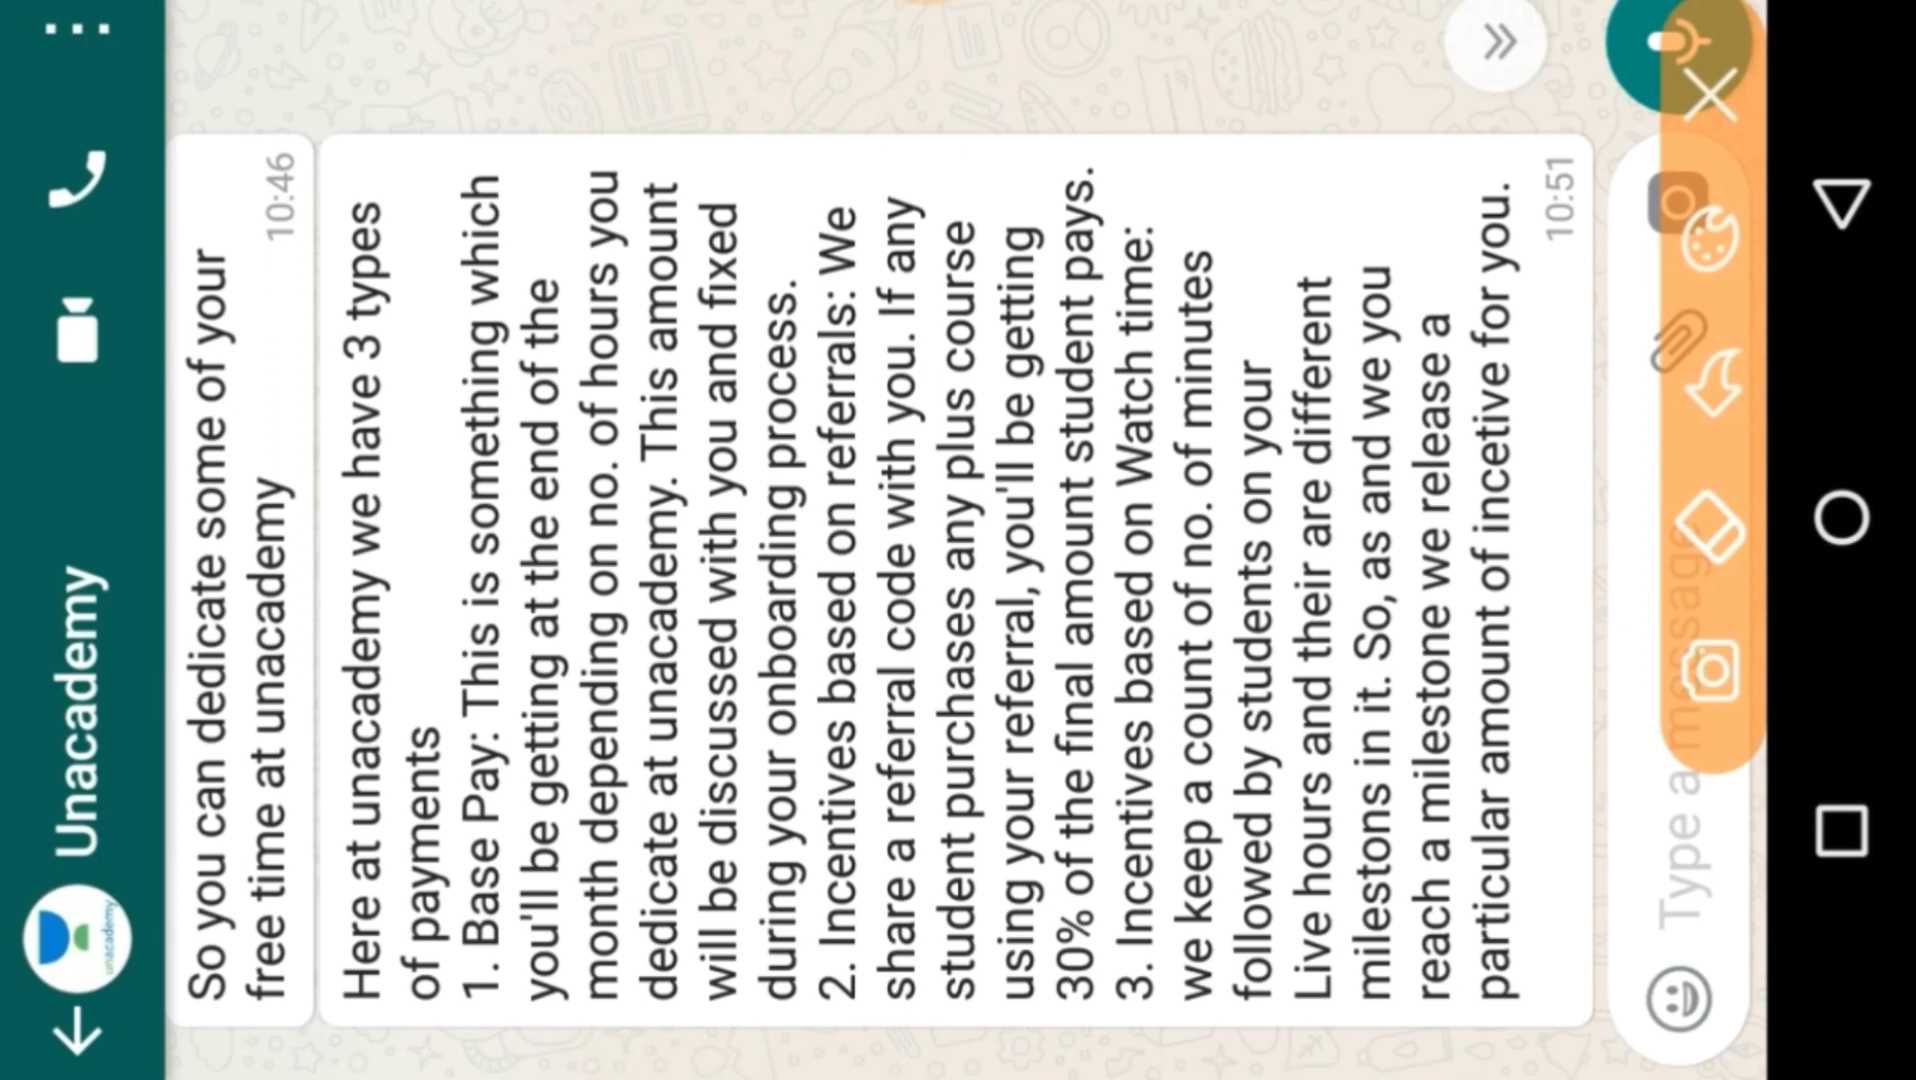 Unacademy
unacademy
So you can dedicate some of your
free time at unacademy
10:46
Here at unacademy we have 3 types
of payments
1. Base Pay: This is something which
you'll be getting at the end of the
month depending on no. of hours you
dedicate at unacademy. This amount
will be discussed with you and fixed
during your onboarding process.
2. Incentives based on referrals: We
share a referral code with you. If any
student purchases any plus course
using your referral, you'll be getting
30% of the final amount student pays.
3. Incentives based on Watch time:
we keep a count of no. of minutes
followed by students on your
Live hours and their are different
milestons in it. So, as and we you
reach a milestone we release a
particular amount of incetive for you.
10:51
Type a message